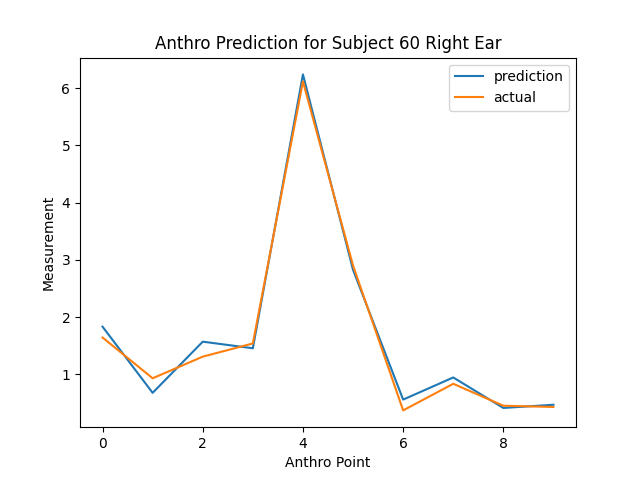 Anthro Prediction for Subject 60 Right Ear
prediction
actual
6
5
4
3
2
1
Measurement
0 2 4 6 8
Anthro Point